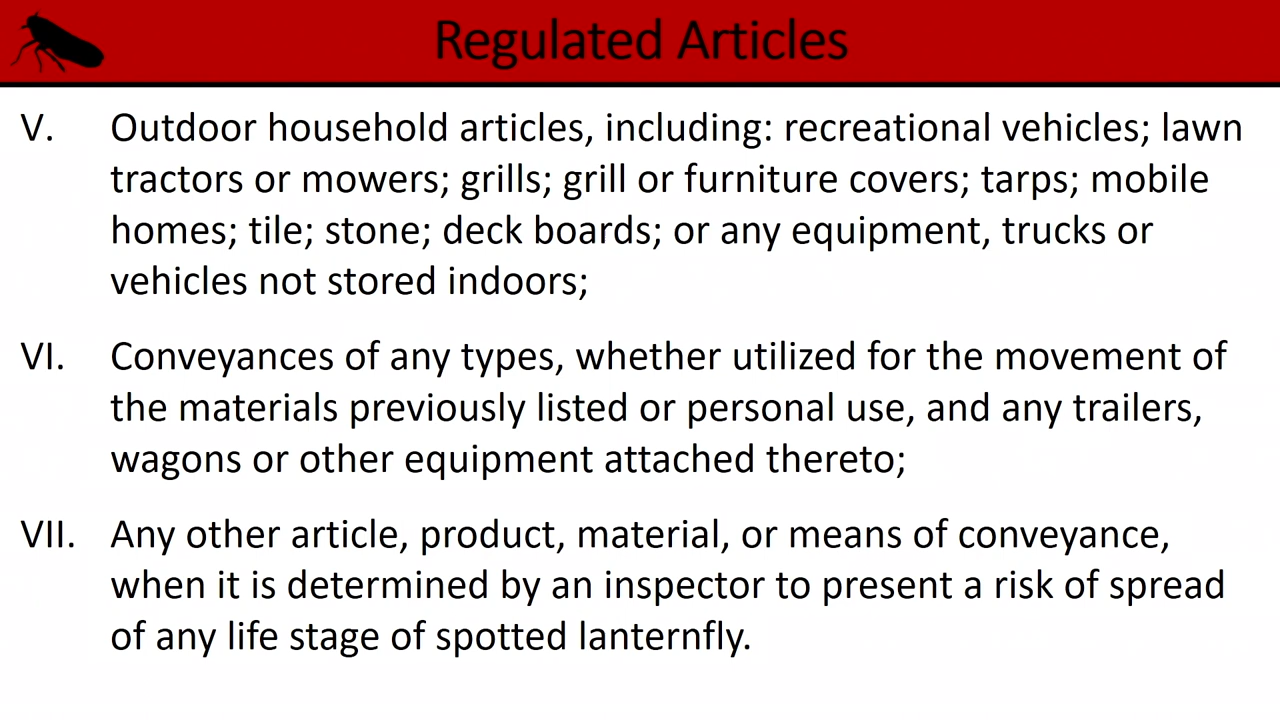 Regulated Articles
V. Outdoor household articles, including: recreational vehicles; lawn
tractors or mowers; grills; grill or furniture covers; tarps; mobile
homes; tile; stone; deck boards; or any equipment, trucks or
vehicles not stored indoors;
VI. Conveyances of any types, whether utilized for the movement of
the materials previously listed or personal use, and any trailers,
wagons or other equipment attached thereto;
VII. Any other article, product, material, or means of conveyance,
when it is determined by an inspector to present a risk of spread
of any life stage of spotted lanternfly.